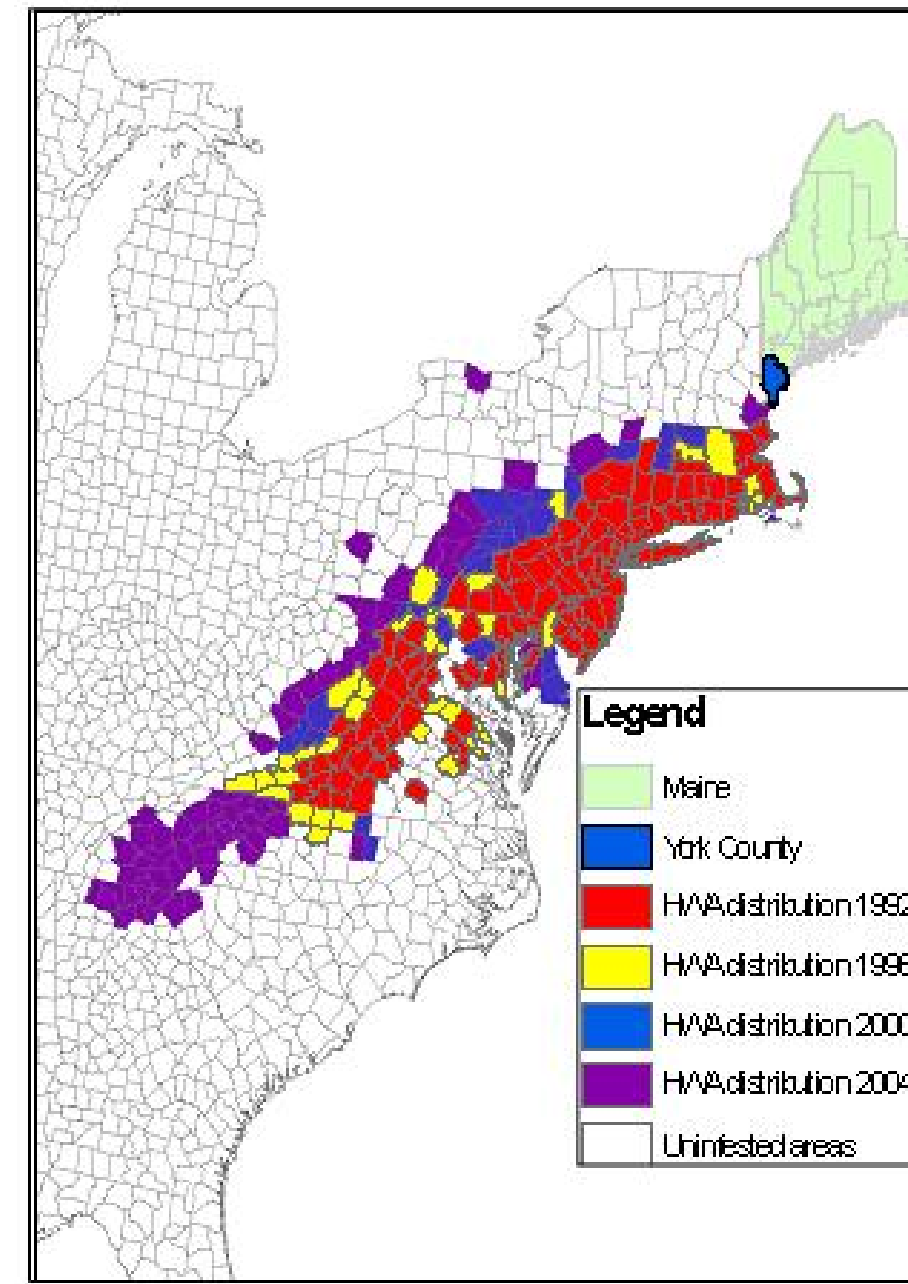 Legend
Maine
York County
HWA distribution 1992
HWA distribution 1996
HWA distribution 2000
HWA distribution 2004
Uninfested areas